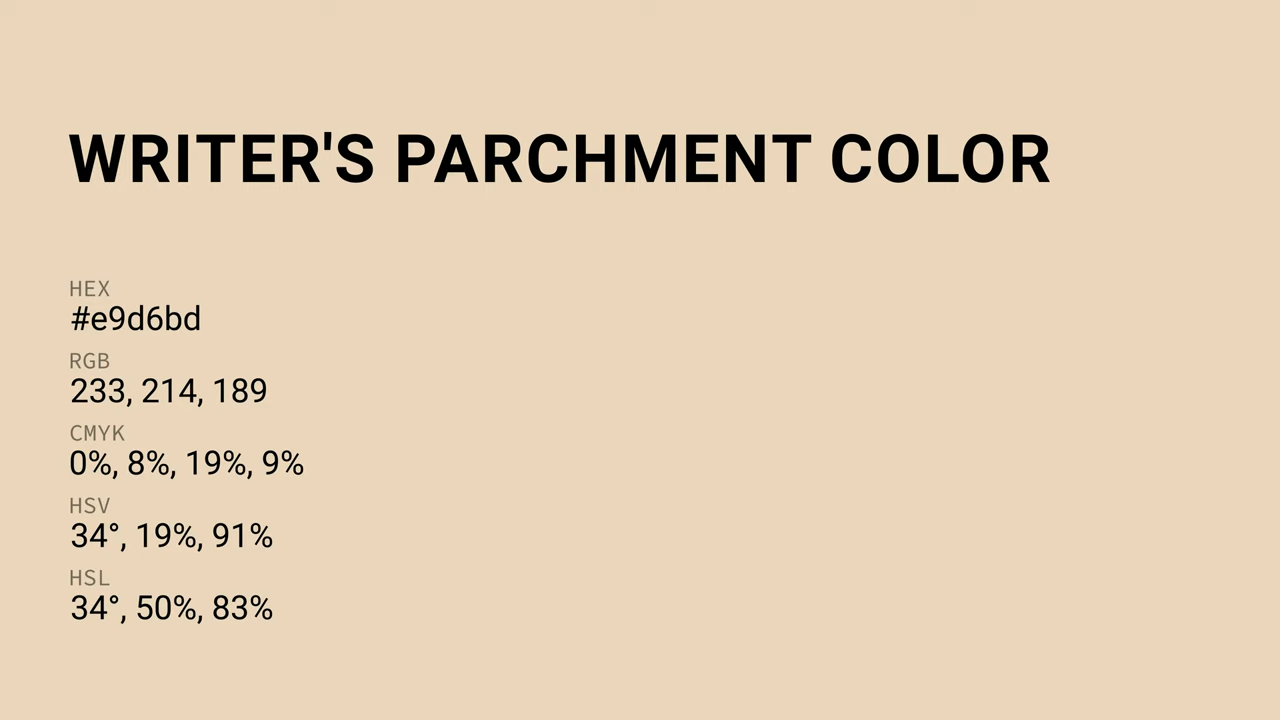 WRITER'S PARCHMENT COLOR
HEX
#e9d6bd
RGB
233, 214, 189
CMYK
0%, 8%, 19%, 9%
HSV
34°, 19%, 91%
HSL
34°, 50%, 83%